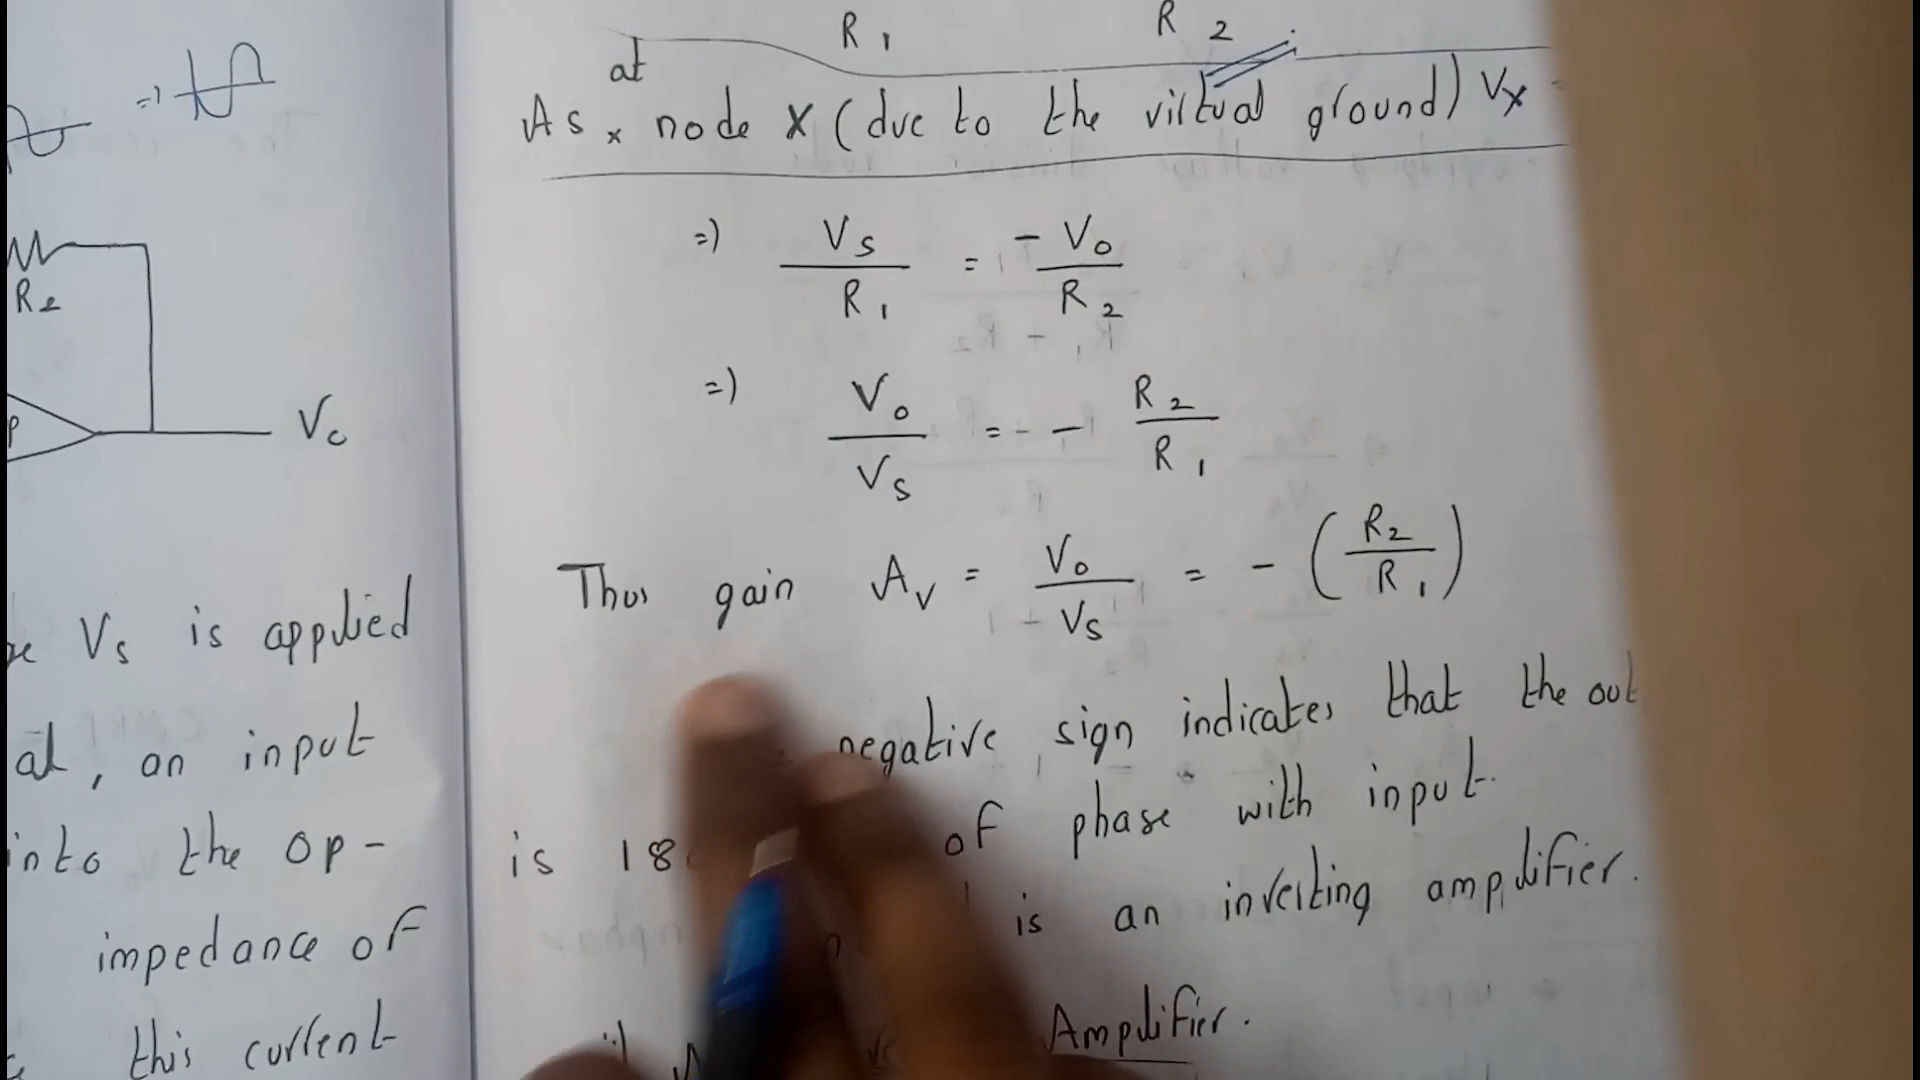 R2
Vo
Vs is applied
an input
the op-
impedance of
this current
R1 R2
at
As x node X (due to the virtual ground) Vx
=) Vs / R1 = - Vo / R2
=) Vo / Vs = - R2 / R1
Thus gain Av = Vo / Vs = - (R2 / R1)
negative sign indicates that the out
is 18 of phase with input.
is an inverting amplifier.
Amplifier.